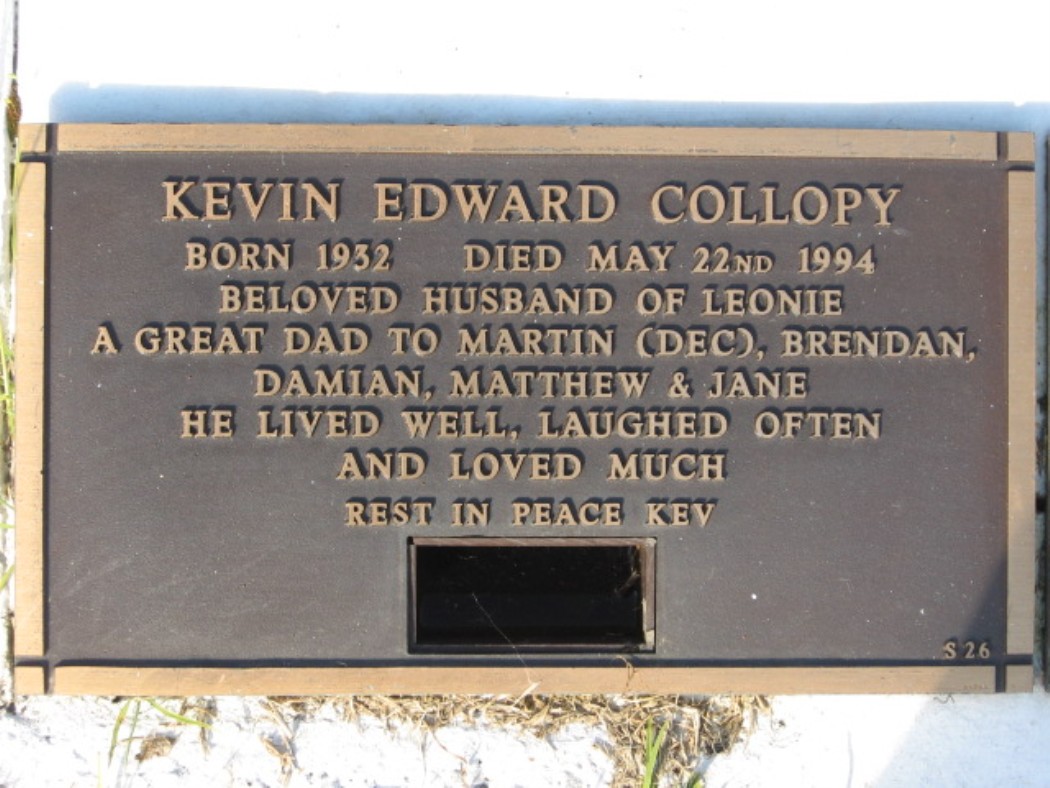 KEVIN EDWARD COLLOPY
BORN 1932 DIED MAY 22ND 1994
BELOVED HUSBAND OF LEONIE
A GREAT DAD TO MARTIN (DEC), BRENDAN,
DAMIAN, MATTHEW & JANE
HE LIVED WELL, LAUGHED OFTEN
AND LOVED MUCH
REST IN PEACE KEV
S 26